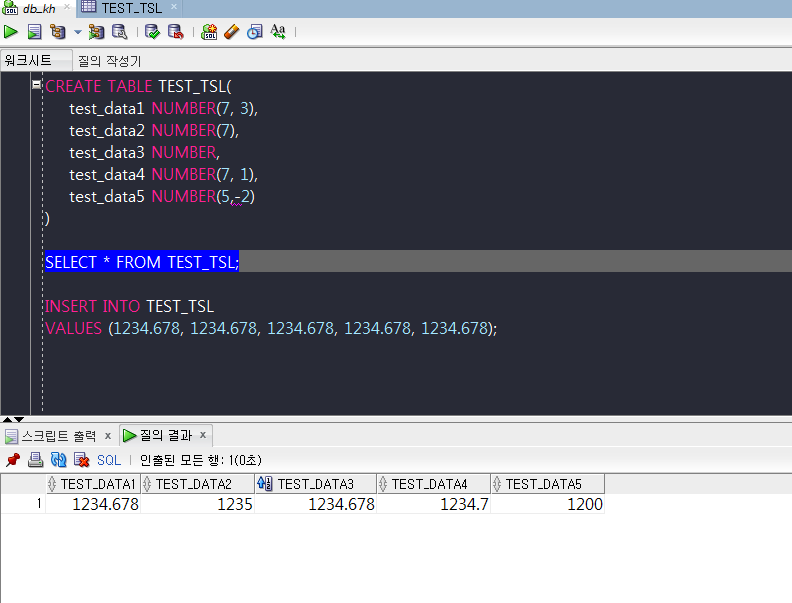 db_kh × TEST_TSL ×
SQL Aa
워크시트 질의 작성기
CREATE TABLE TEST_TSL(
test_data1 NUMBER(7, 3),
test_data2 NUMBER(7),
test_data3 NUMBER,
test_data4 NUMBER(7, 1),
test_data5 NUMBER(5,-2)
)
SELECT * FROM TEST_TSL;
INSERT INTO TEST_TSL
VALUES (1234.678, 1234.678, 1234.678, 1234.678, 1234.678);
스크립트 출력 × 질의 결과 ×
SQL | 인출된 모든 행: 1(0초)
TEST_DATA1 TEST_DATA2 TEST_DATA3 TEST_DATA4 TEST_DATA5
1 1234.678 1235 1234.678 1234.7 1200